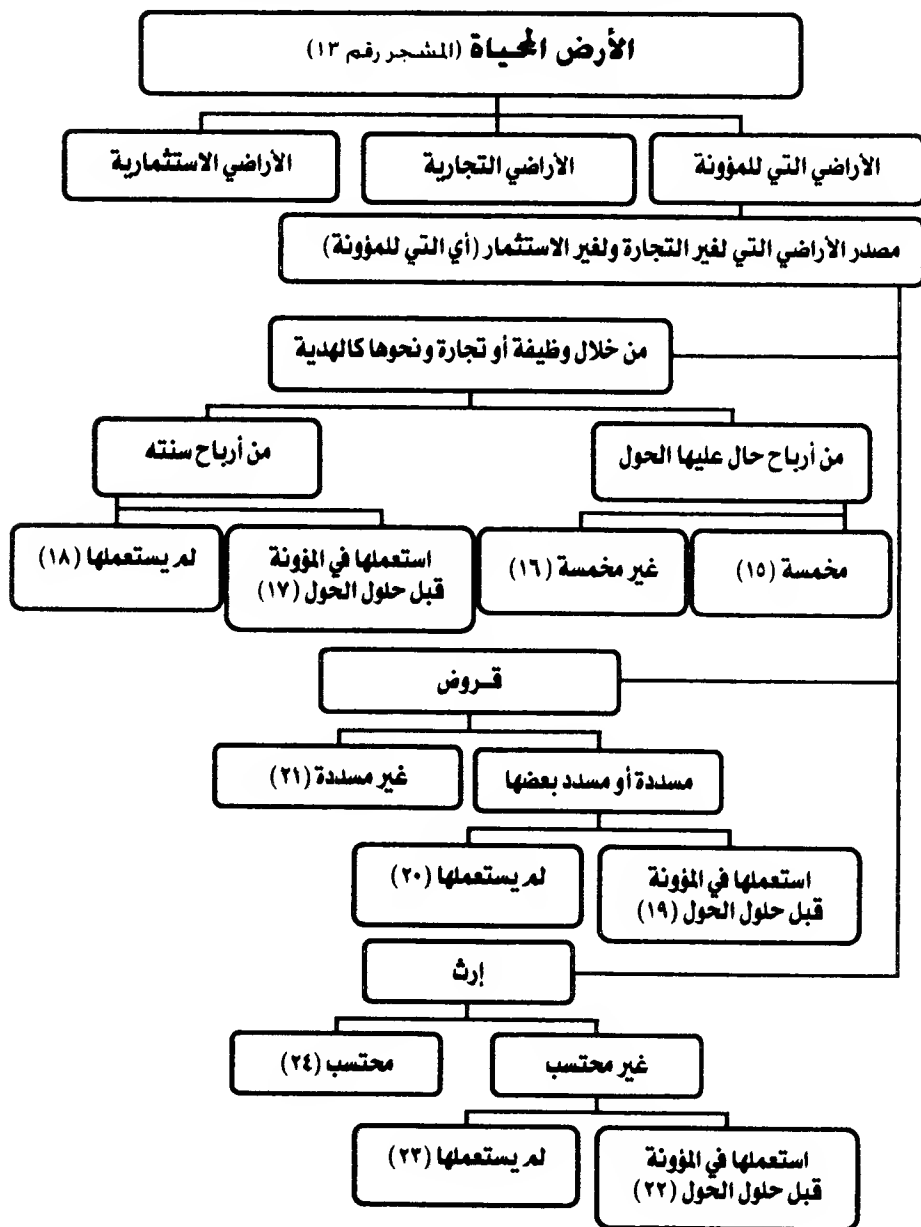 الأرض المحياة (المشجر رقم ١٣)
الأراضي التي للمؤونة
الأراضي التجارية
الأراضي الاستثمارية
مصدر الأراضي التي لغير التجارة ولغير الاستثمار (أي التي للمؤونة)
من خلال وظيفة أو تجارة ونحوها كالهدية
من أرباح حال عليها الحول
من أرباح سنته
مخمسة (١٥)
غير مخمسة (١٦)
استعملها في المؤونة
قبل حلول الحول (١٧)
لم يستعملها (١٨)
قــروض
مسددة أو مسدد بعضها
غير مسددة (٢١)
استعملها في المؤونة
قبل حلول الحول (١٩)
لم يستعملها (٢٠)
إرث
غير محتسب
محتسب (٢٤)
استعملها في المؤونة
قبل حلول الحول (٢٢)
لم يستعملها (٢٣)